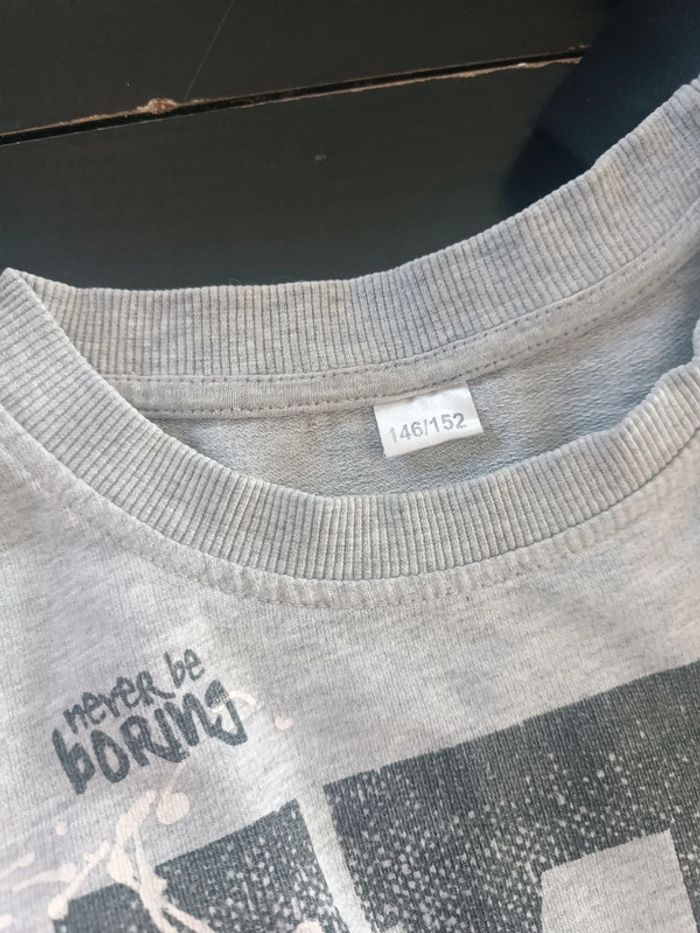 146/152
never be
BORING